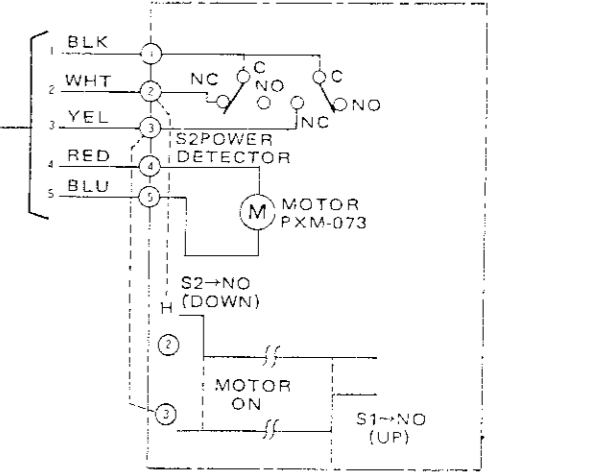 1 BLK 1
C
NC
C
2 WHT 2
NO
NO
3 YEL 3
NC
S2POWER
DETECTOR
4 RED 4
5 BLU 5
M
MOTOR
PXM-073
S2→NO
(DOWN)
H
2
MOTOR
ON
3
S1→NO
(UP)